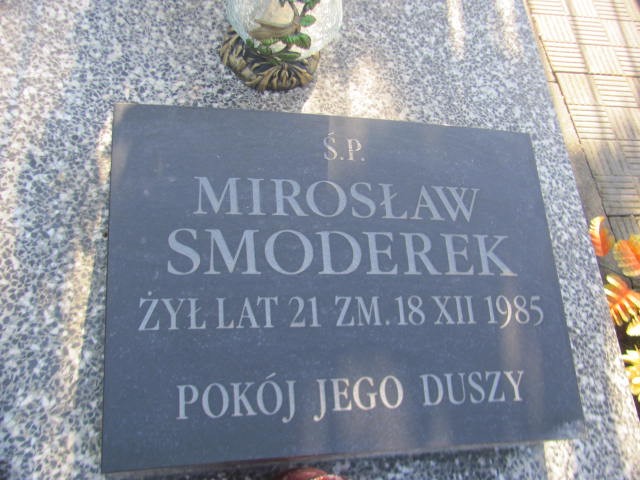 Ś.P.
MIROSŁAW
SMODEREK
ŻYŁ LAT 21 ZM. 18 XII 1985
POKÓJ JEGO DUSZY